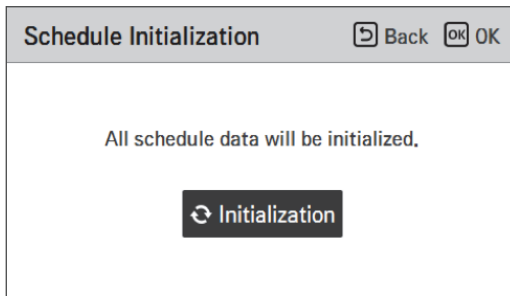 Schedule Initialization Back OK OK
All schedule data will be initialized.
Initialization